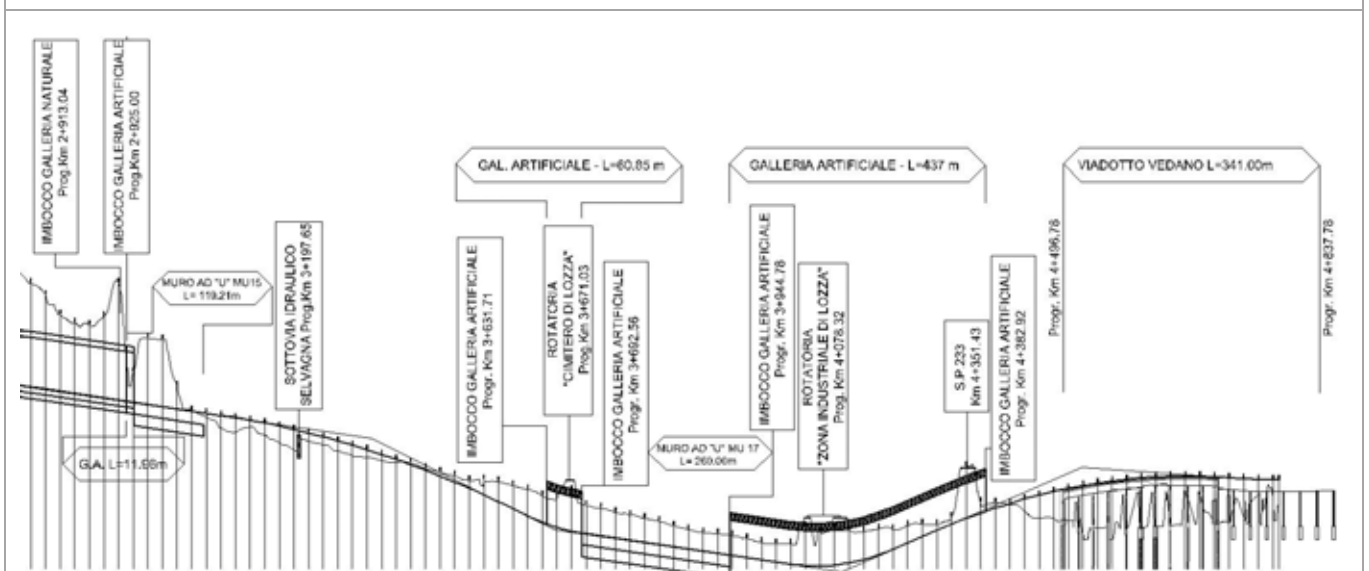 IMBOCCO GALLERIA NATURALE
Prog.Km 2+913.04
IMBOCCO GALLERIA ARTIFICIALE
Prog.Km 2+925.00
MURO AD "U" MU15
L= 119.21m
G.A. L=11.96m
SOTTOVIA IDRAULICO
SELVAGNA Prog.Km 3+197.65
GAL. ARTIFICIALE - L=60.85 m
IMBOCCO GALLERIA ARTIFICIALE
Progr. Km 3+631.71
ROTATORIA
"CIMITERO DI LOZZA"
Prog.Km 3+671.03
IMBOCCO GALLERIA ARTIFICIALE
Progr. Km 3+692.56
MURO AD "U" MU 17
L= 269.06m
GALLERIA ARTIFICIALE - L=437 m
IMBOCCO GALLERIA ARTIFICIALE
Progr. Km 3+944.78
ROTATORIA
"ZONA INDUSTRIALE DI LOZZA"
Prog. Km 4+078.32
S.P 233
Km 4+351.43
IMBOCCO GALLERIA ARTIFICIALE
Progr. Km 4+382.92
VIADOTTO VEDANO L=341.00m
Progr. Km 4+496.78
Progr. Km 4+837.78